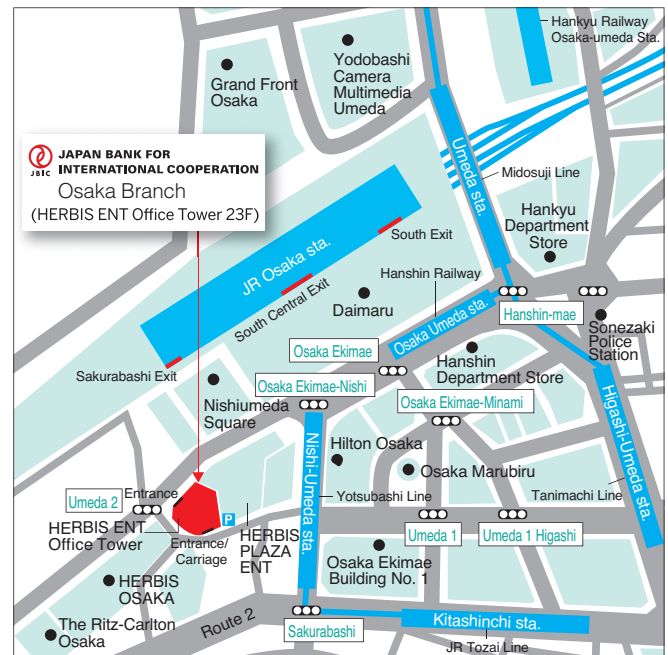 Hankyu Railway
Osaka-umeda Sta.
Grand Front
Osaka
Yodobashi
Camera
Multimedia
Umeda
JBIC
JAPAN BANK FOR
INTERNATIONAL COOPERATION
Osaka Branch
(HERBIS ENT Office Tower 23F)
Umeda sta.
Midosuji Line
Hankyu
Department
Store
South Exit
JR Osaka sta.
South Central Exit
Hanshin Railway
Daimaru
Osaka Umeda sta.
Hanshin-mae
Sonezaki
Police
Station
Osaka Ekimae
Hanshin
Department Store
Sakurabashi Exit
Osaka Ekimae-Nishi
Nishiumeda
Square
Osaka Ekimae-Minami
Higashi-Umeda sta.
Nishi-Umeda sta.
Hilton Osaka
Osaka Marubiru
Yotsubashi Line
Tanimachi Line
Umeda 2
Entrance
P
HERBIS ENT
Office Tower
Entrance/
Carriage
HERBIS
PLAZA
ENT
Umeda 1
Umeda 1 Higashi
Osaka Ekimae
Building No. 1
HERBIS
OSAKA
The Ritz-Carlton
Osaka
Route 2
Sakurabashi
Kitashinchi sta.
JR Tozai Line